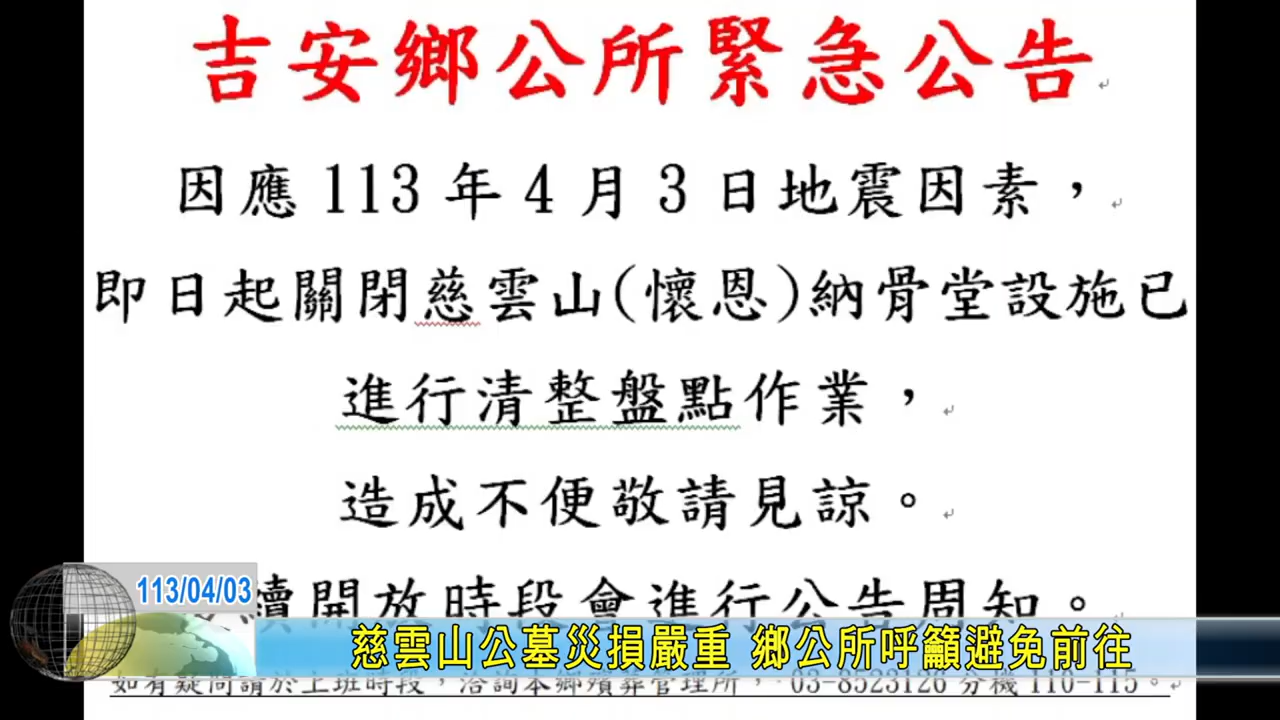 吉安鄉公所緊急公告
因應113年4月3日地震因素，
即日起關閉慈雲山(懷恩)納骨堂設施已
進行清整盤點作業，
造成不便敬請見諒。
續開放時段會進行公告周知。
113/04/03
慈雲山公墓災損嚴重 鄉公所呼籲避免前往
如有疑問請於上班時段，洽詢本鄉殯葬管理所，03-8523126分機110-115。